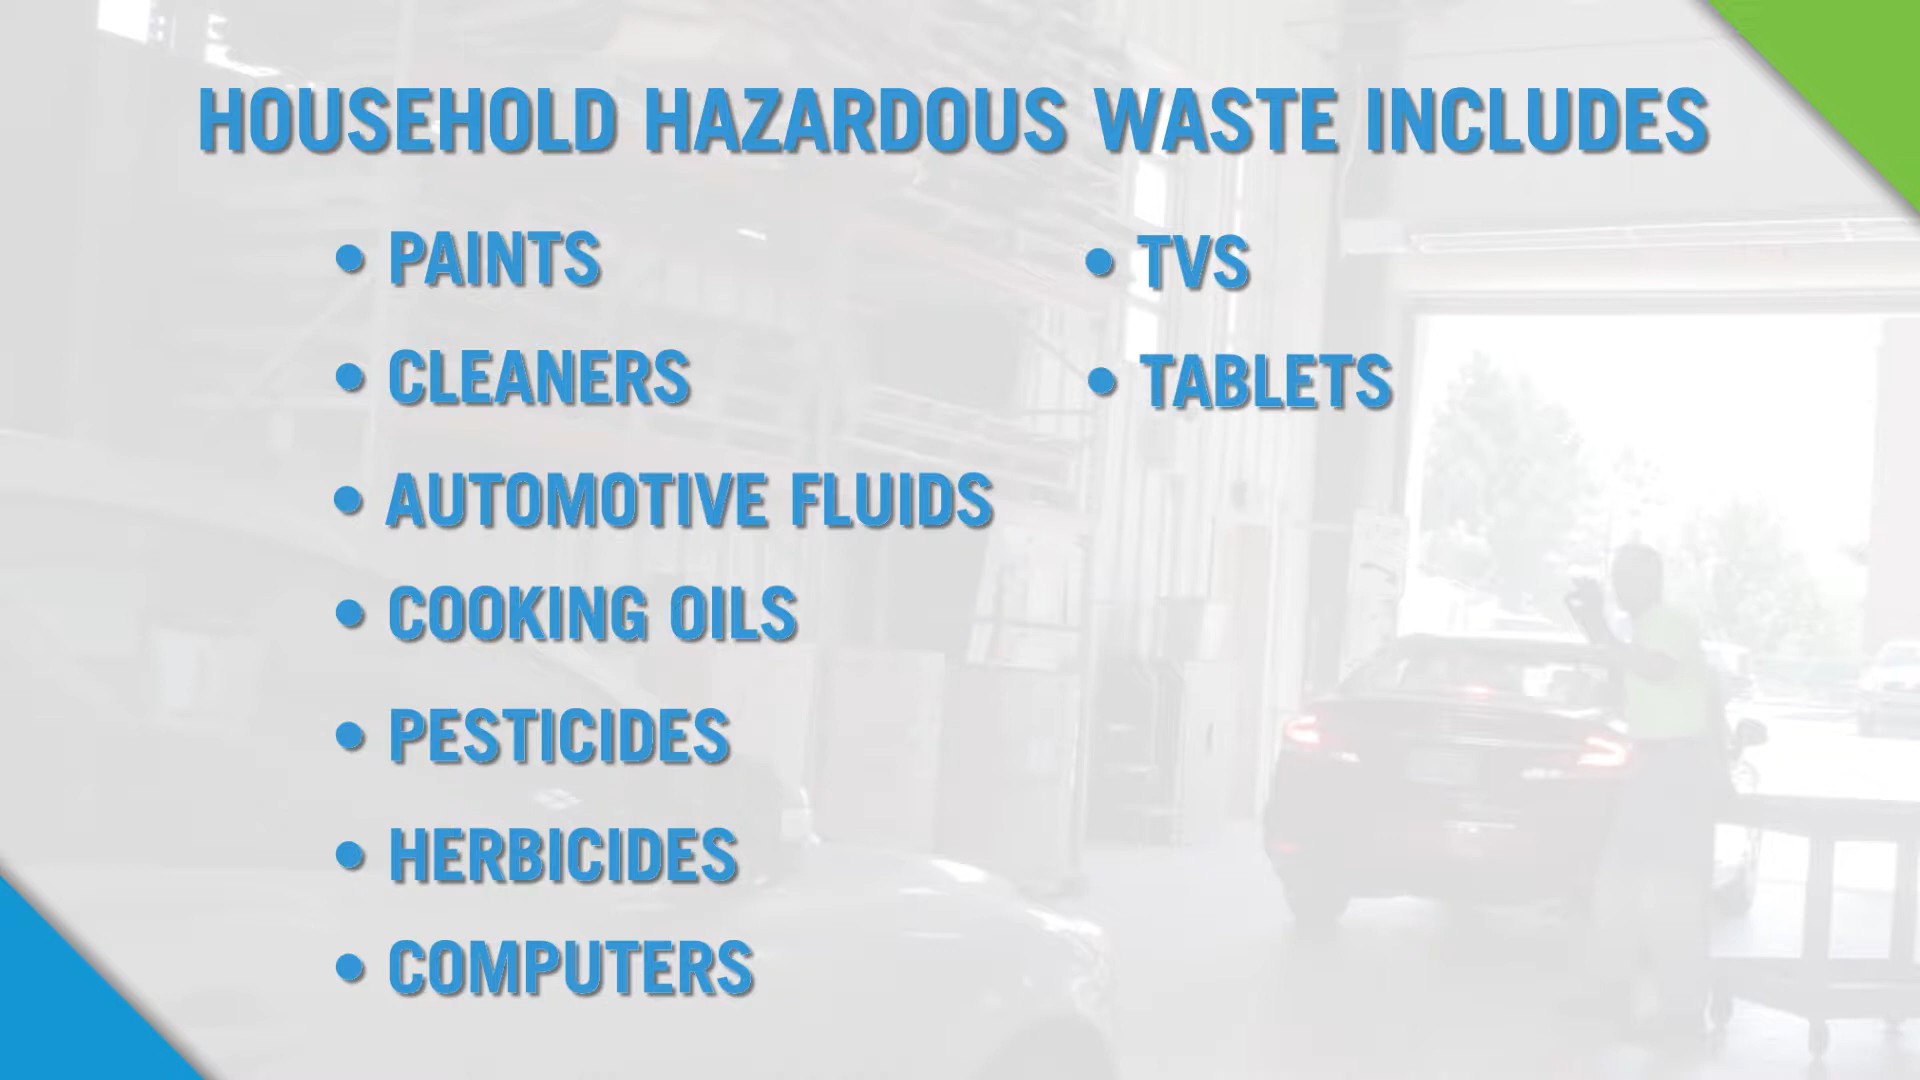 HOUSEHOLD HAZARDOUS WASTE INCLUDES
• PAINTS
• CLEANERS
• AUTOMOTIVE FLUIDS
• COOKING OILS
• PESTICIDES
• HERBICIDES
• COMPUTERS
• TVS
• TABLETS